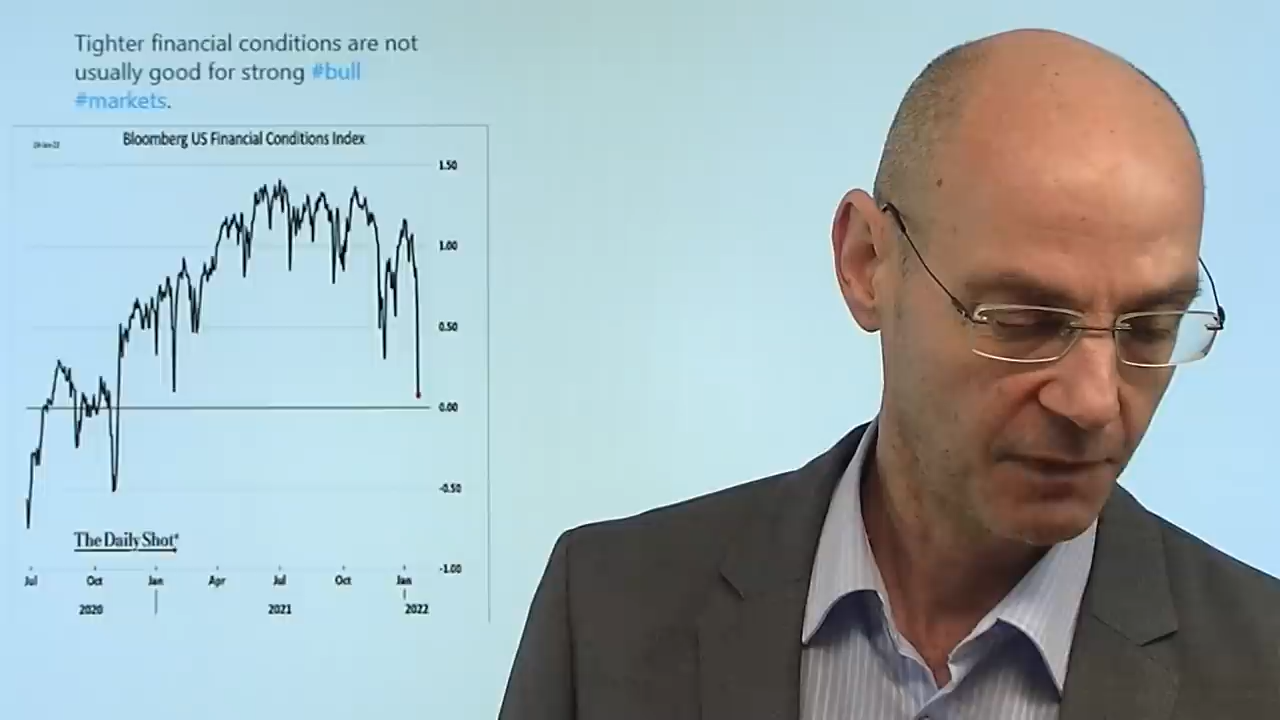 Tighter financial conditions are not
usually good for strong #bull
#markets.
Bloomberg US Financial Conditions Index
1.50
1.00
0.50
0.00
-0.50
The Daily Shot
-1.00
Jul Oct Jan Apr Jul Oct Jan
2020 2021 2022